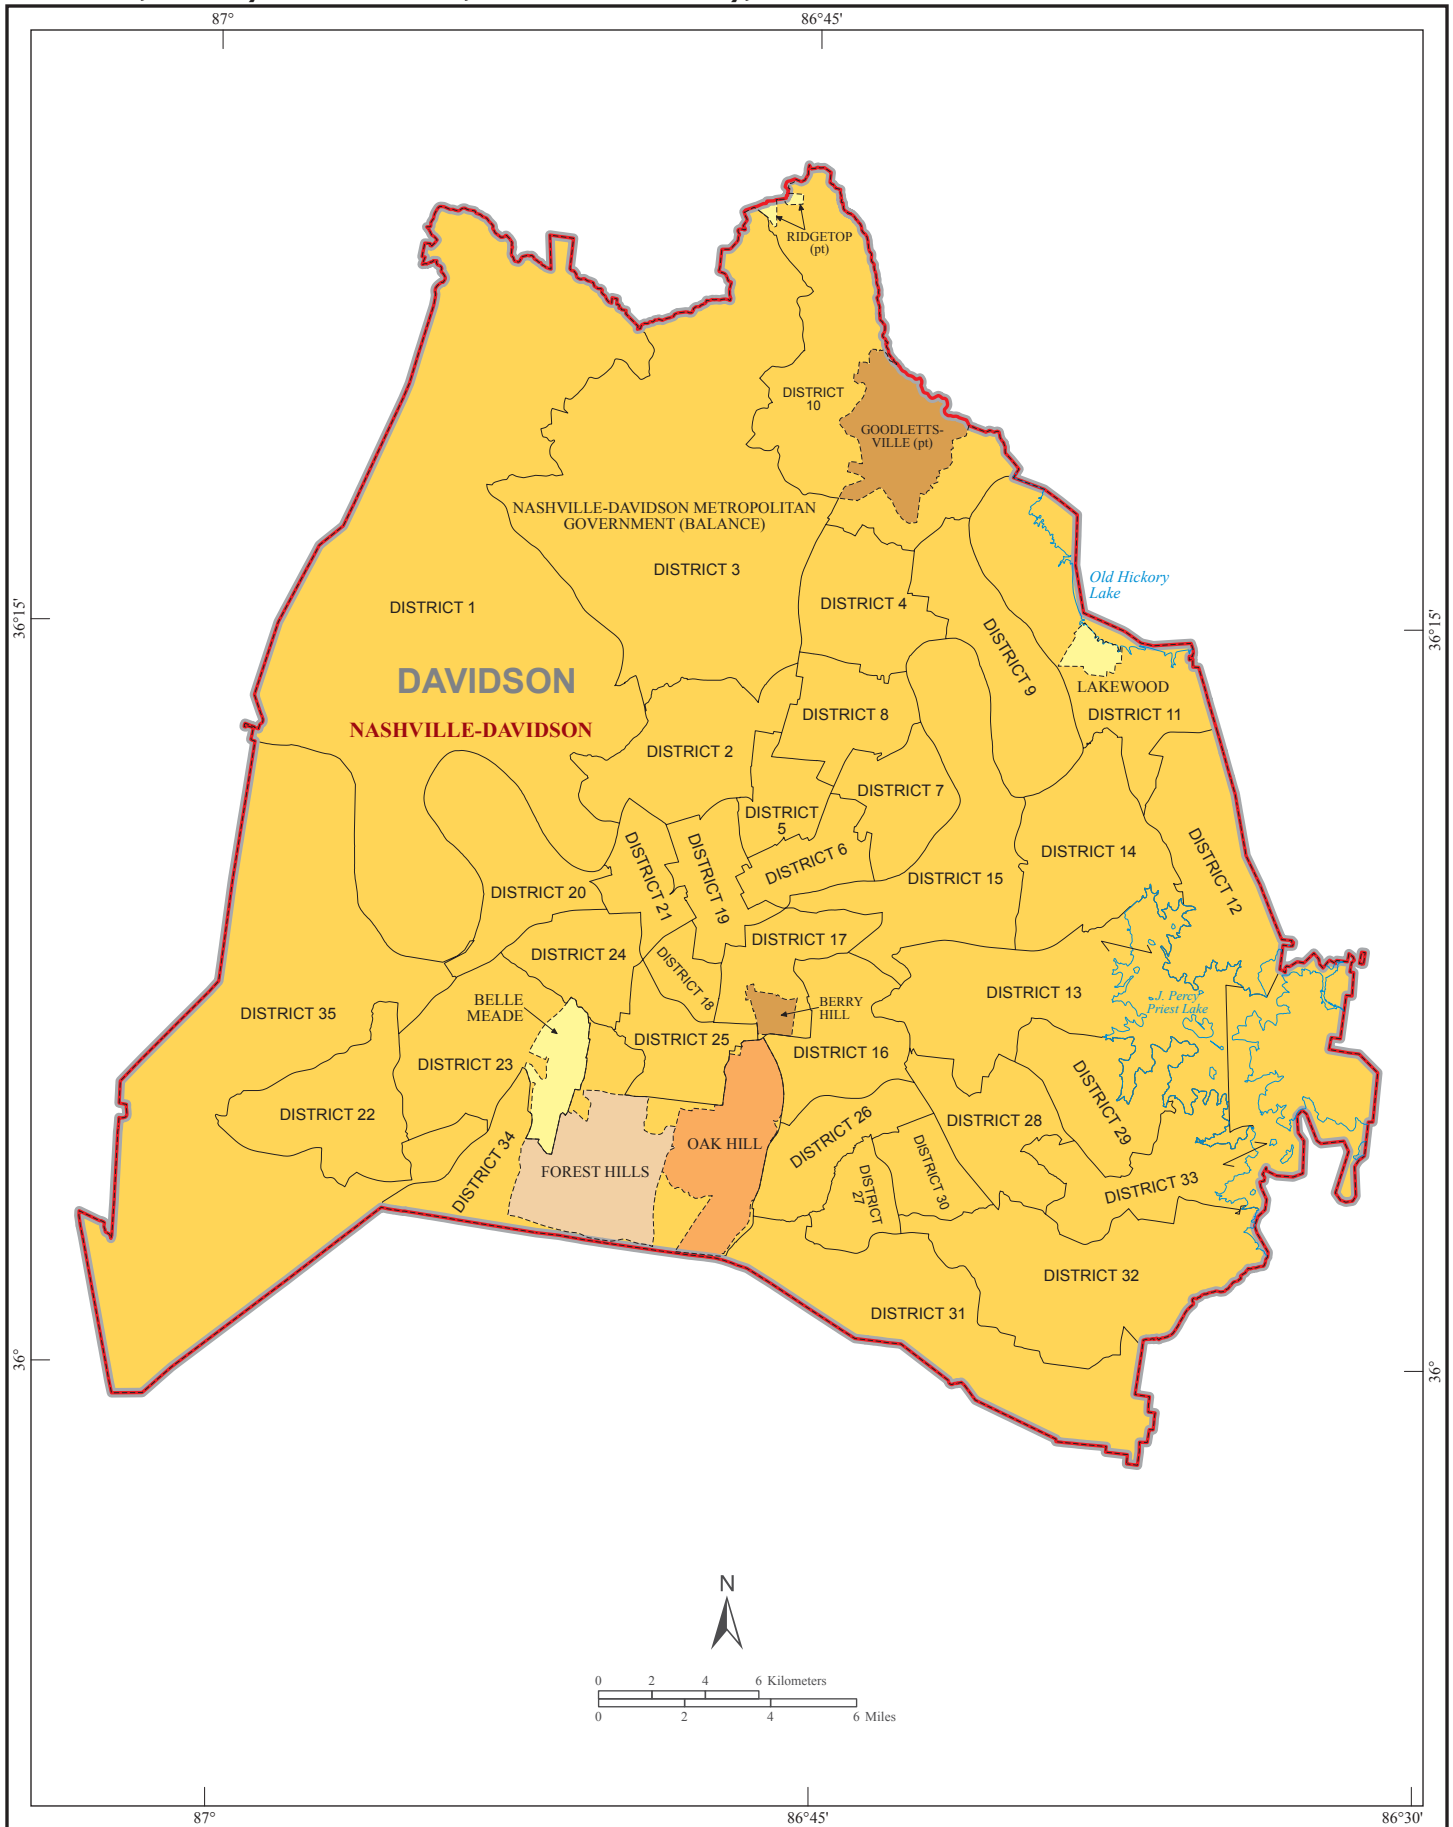 87°
86°45'
RIDGETOP
(pt)
DISTRICT
10
GOODLETTS-
VILLE (pt)
NASHVILLE-DAVIDSON METROPOLITAN
GOVERNMENT (BALANCE)
DISTRICT 3
Old Hickory
Lake
DISTRICT 1
DISTRICT 4
36°15'
36°15'
DISTRICT 9
DAVIDSON
LAKEWOOD
NASHVILLE-DAVIDSON
DISTRICT 8
DISTRICT 11
DISTRICT 2
DISTRICT 7
DISTRICT
5
DISTRICT 6
DISTRICT 14
DISTRICT 12
DISTRICT 20
DISTRICT 21
DISTRICT 19
DISTRICT 15
DISTRICT 17
DISTRICT 24
DISTRICT 18
DISTRICT 13
J. Percy
Priest Lake
BELLE
MEADE
BERRY
HILL
DISTRICT 35
DISTRICT 25
DISTRICT 16
DISTRICT 23
DISTRICT 22
DISTRICT 29
DISTRICT 28
DISTRICT 26
OAK HILL
DISTRICT 34
FOREST HILLS
DISTRICT
27
DISTRICT 30
DISTRICT 33
DISTRICT 32
DISTRICT 31
36°
36°
N
0 2 4 6 Kilometers
0 2 4 6 Miles
87°
86°45'
86°30'